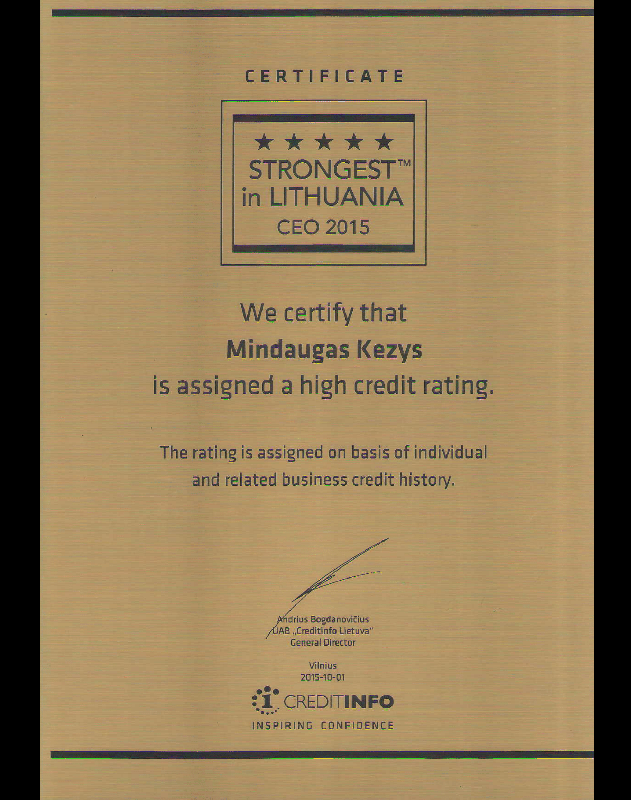 CERTIFICATE
★ ★ ★ ★ ★
STRONGEST™
in LITHUANIA
CEO 2015
We certify that
Mindaugas Kezys
is assigned a high credit rating.
The rating is assigned on basis of individual
and related business credit history.
Andrius Bogdanovičius
UAB „Creditinfo Lietuva“
General Director
Vilnius
2015-10-01
CREDITINFO
INSPIRING CONFIDENCE